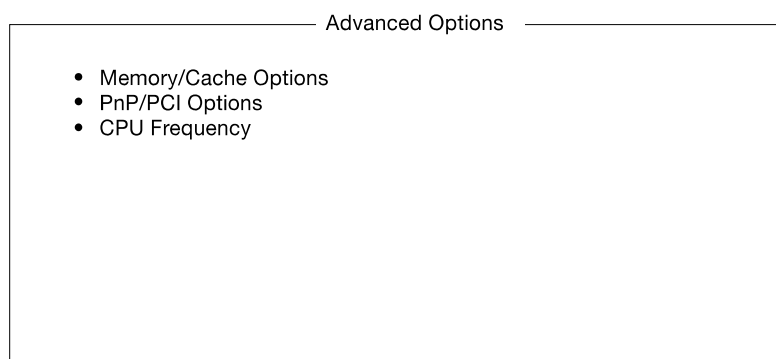 Advanced Options
• Memory/Cache Options
• PnP/PCI Options
• CPU Frequency